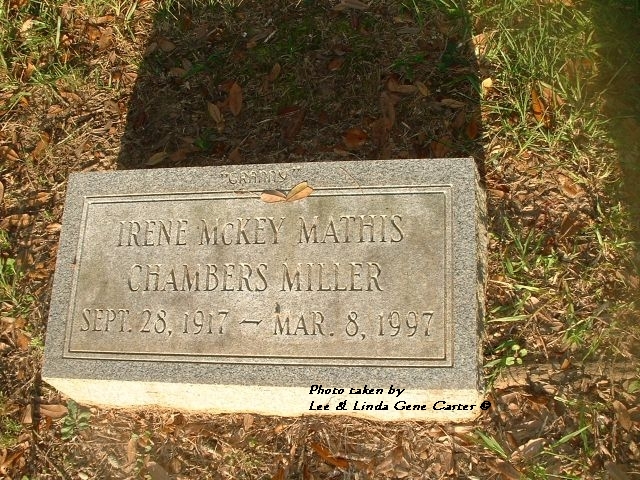 "GRANNY"
IRENE McKEY MATHIS
CHAMBERS MILLER
SEPT. 28, 1917 – MAR. 8, 1997
Photo taken by
Lee & Linda Gene Carter ©